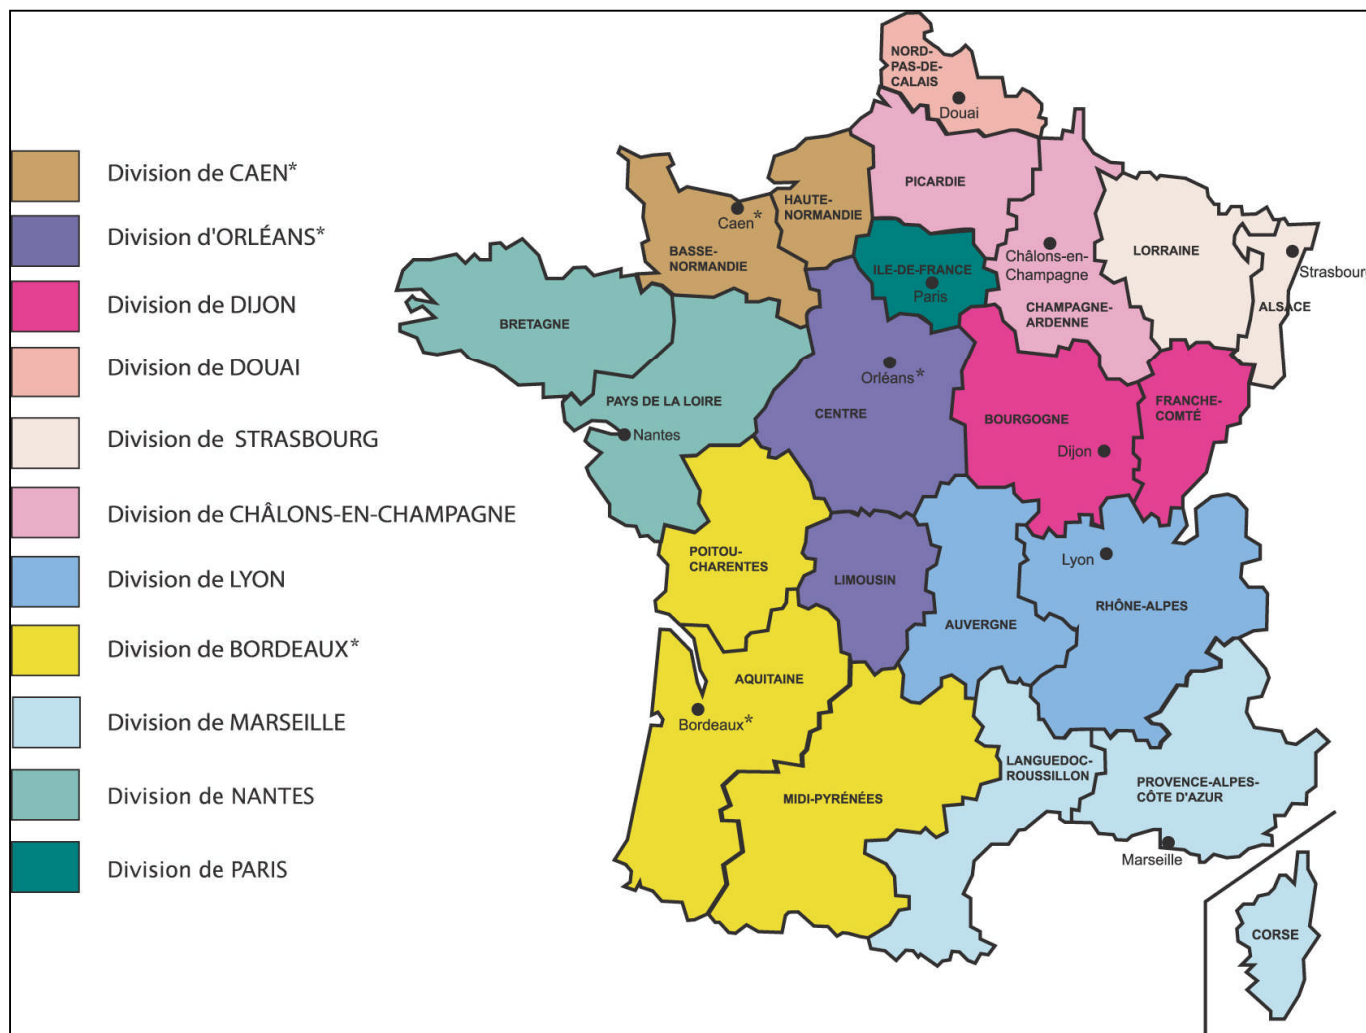 Division de CAEN*
Division d'ORLÉANS*
Division de DIJON
Division de DOUAI
Division de STRASBOURG
Division de CHÂLONS-EN-CHAMPAGNE
Division de LYON
Division de BORDEAUX*
Division de MARSEILLE
Division de NANTES
Division de PARIS
NORD-
PAS-DE-
CALAIS
Douai
PICARDIE
HAUTE-
NORMANDIE
Caen*
BASSE-
NORMANDIE
ILE-DE-FRANCE
Paris
Châlons-en-
Champagne
CHAMPAGNE-
ARDENNE
LORRAINE
Strasbourg
ALSACE
BRETAGNE
PAYS DE LA LOIRE
Nantes
Orléans*
CENTRE
BOURGOGNE
Dijon
FRANCHE-
COMTÉ
POITOU-
CHARENTES
LIMOUSIN
AUVERGNE
Lyon
RHÔNE-ALPES
AQUITAINE
Bordeaux*
MIDI-PYRÉNÉES
LANGUEDOC-
ROUSSILLON
PROVENCE-ALPES-
CÔTE D'AZUR
Marseille
CORSE